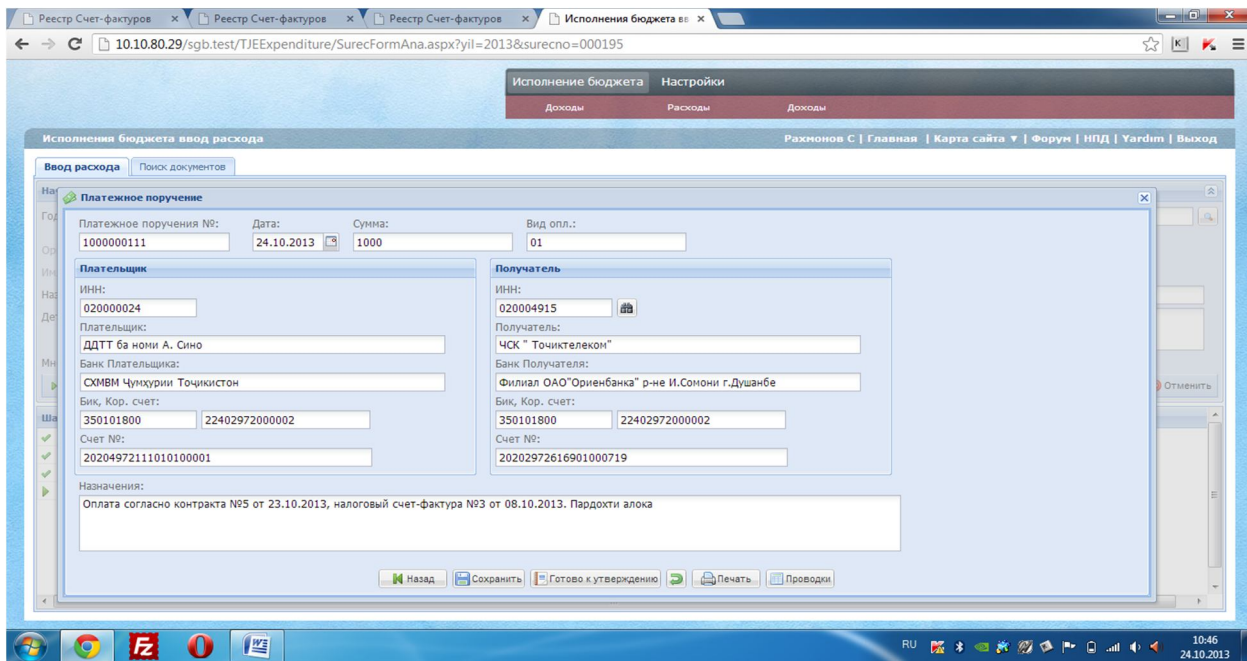 Реестр Счет-фактуров
Реестр Счет-фактуров
Реестр Счет-фактуров
Исполнения бюджета вв
10.10.80.29/sgb.test/TJEExpenditure/SurecFormAna.aspx?yil=2013&surecno=000195
Исполнение бюджета Настройки
Доходы Расходы Доходы
Исполнения бюджета ввод расхода
Рахмонов С | Главная | Карта сайта ▼ | Форум | НПД | Yardım | Выход
Ввод расхода Поиск документов
Платежное поручение
Платежное поручения №: Дата: Сумма: Вид опл.:
1000000111 24.10.2013 1000 01
Плательщик Получатель
ИНН: ИНН:
020000024 020004915
Плательщик: Получатель:
ДДТТ ба номи А. Сино ЧСК " Точиктелеком"
Банк Плательщика: Банк Получателя:
СХМВМ Ҷумҳурии Тоҷикистон Филиал ОАО"Ориенбанка" р-не И.Сомони г.Душанбе
Бик, Кор. счет: Бик, Кор. счет:
350101800 22402972000002 350101800 22402972000002
Счет №: Счет №:
20204972111010100001 20202972616901000719
Назначения:
Оплата согласно контракта №5 от 23.10.2013, налоговый счет-фактура №3 от 08.10.2013. Пардохти алока
Назад Сохранить Готово к утверждению Печать Проводки
Отменить
RU
10:46
24.10.2013